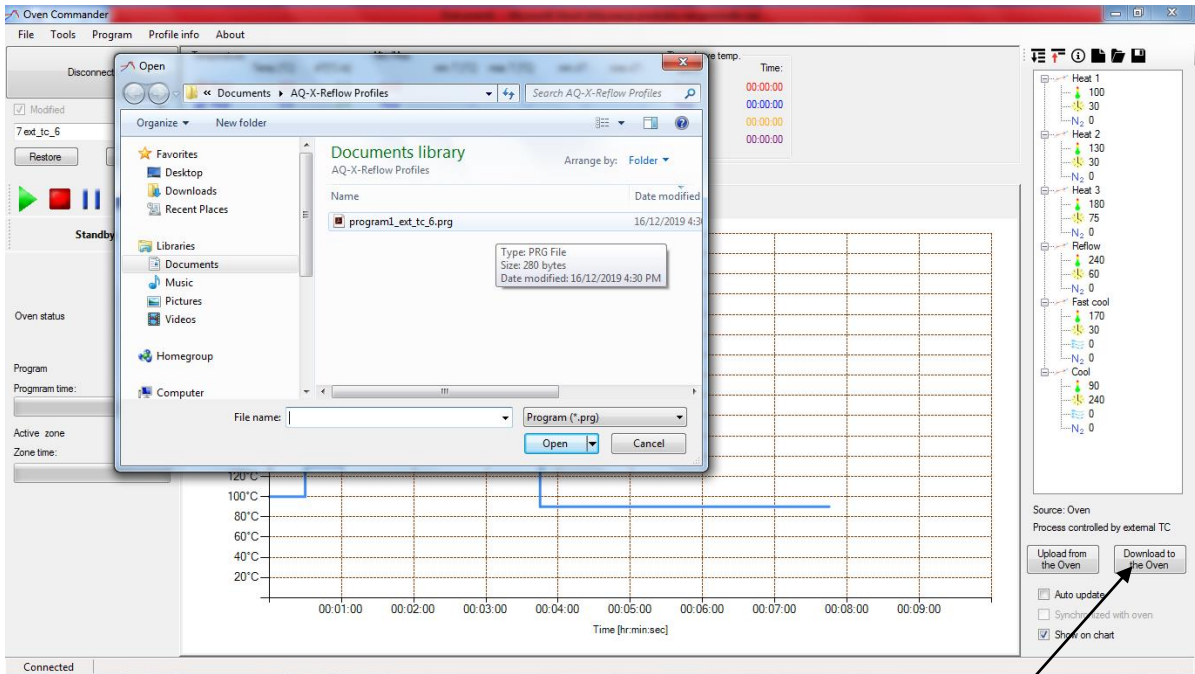 Oven Commander
File Tools Program Profile info About
Disconnect
Modified
7 ext_tc_6
Restore
Standby
Oven status
Program
Progmram time:
Active zone
Zone time:
Open
« Documents AQ-X-Reflow Profiles
Search AQ-X-Reflow Profiles
Organize New folder
Favorites
Desktop
Downloads
Recent Places
Libraries
Documents
Music
Pictures
Videos
Homegroup
Computer
Documents library
AQ-X-Reflow Profiles
Arrange by: Folder
Name Date modified
program1_ext_tc_6.prg 16/12/2019 4:3
Type: PRG File
Size: 280 bytes
Date modified: 16/12/2019 4:30 PM
File name: Program (*.prg)
Open Cancel
temp.
Time:
00:00:00
00:00:00
00:00:00
00:00:00
120°C
100°C
80°C
60°C
40°C
20°C
00:01:00 00:02:00 00:03:00 00:04:00 00:05:00 00:06:00 00:07:00 00:08:00 00:09:00
Time [hr:min:sec]
Heat 1
100
30
N2 0
Heat 2
130
30
N2 0
Heat 3
180
75
N2 0
Reflow
240
60
N2 0
Fast cool
170
30
0
N2 0
Cool
90
240
0
N2 0
Source: Oven
Process controlled by external TC
Upload from the Oven
Download to the Oven
Auto update
Synchronized with oven
Show on chart
Connected